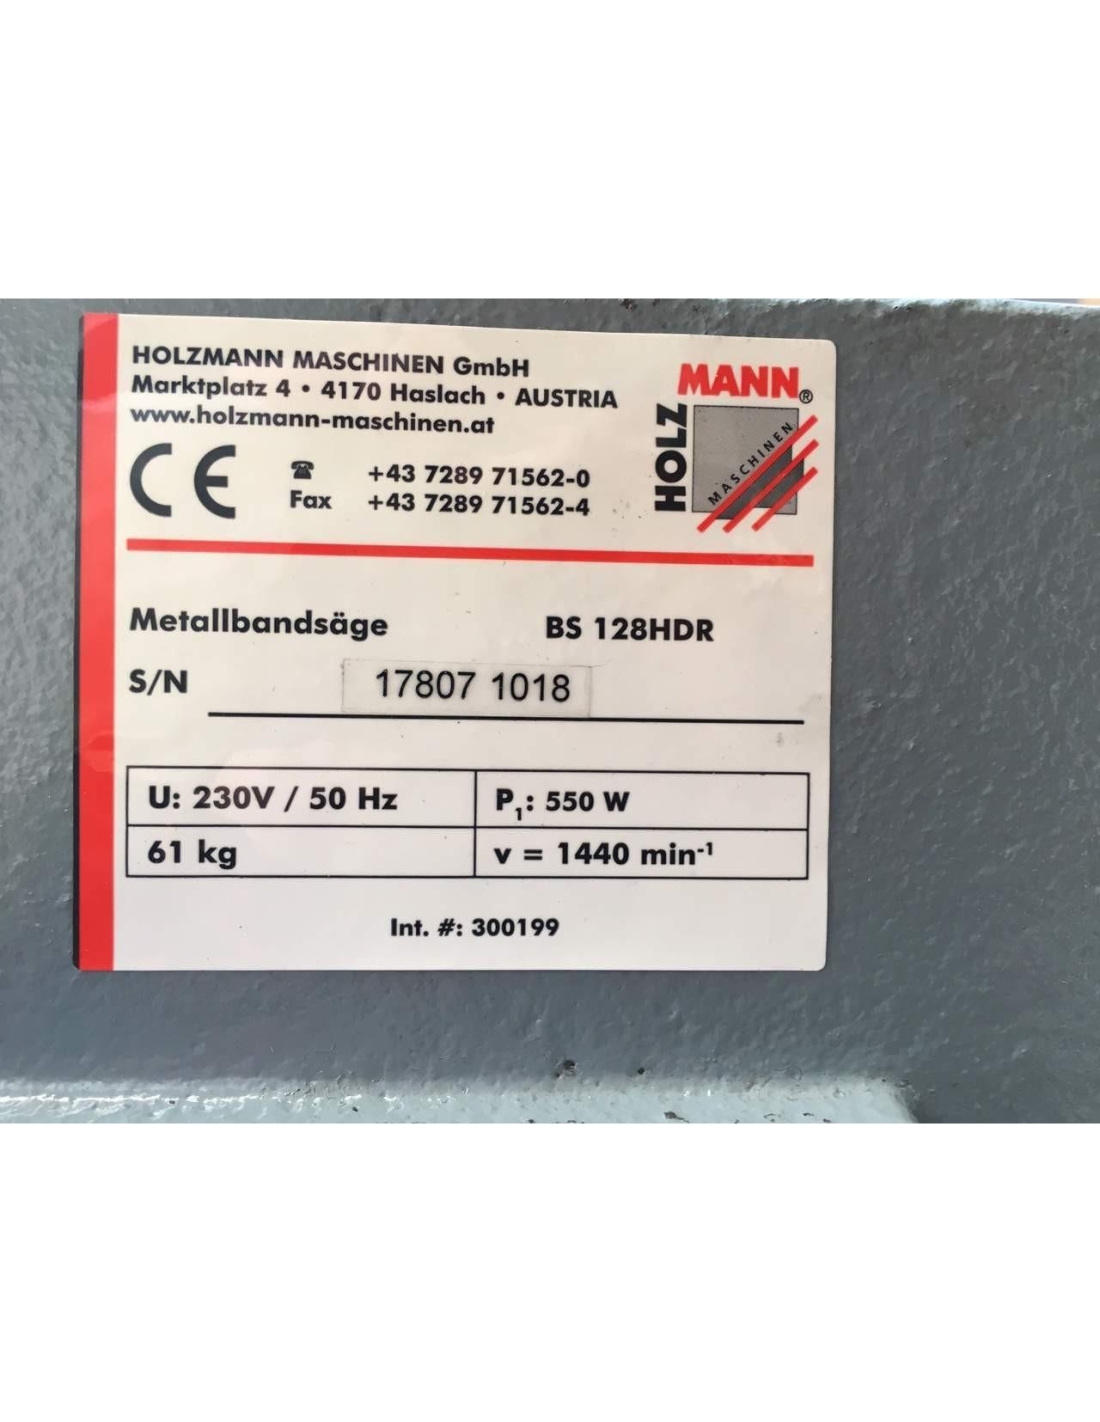 HOLZMANN MASCHINEN GmbH
Marktplatz 4 • 4170 Haslach • AUSTRIA
www.holzmann-maschinen.at
CE
☎ +43 7289 71562-0
Fax +43 7289 71562-4
HOLZ
MANN®
MASCHINEN
Metallbandsäge BS 128HDR
S/N 17807 1018
U: 230V / 50 Hz P₁: 550 W
61 kg v = 1440 min⁻¹
Int. #: 300199